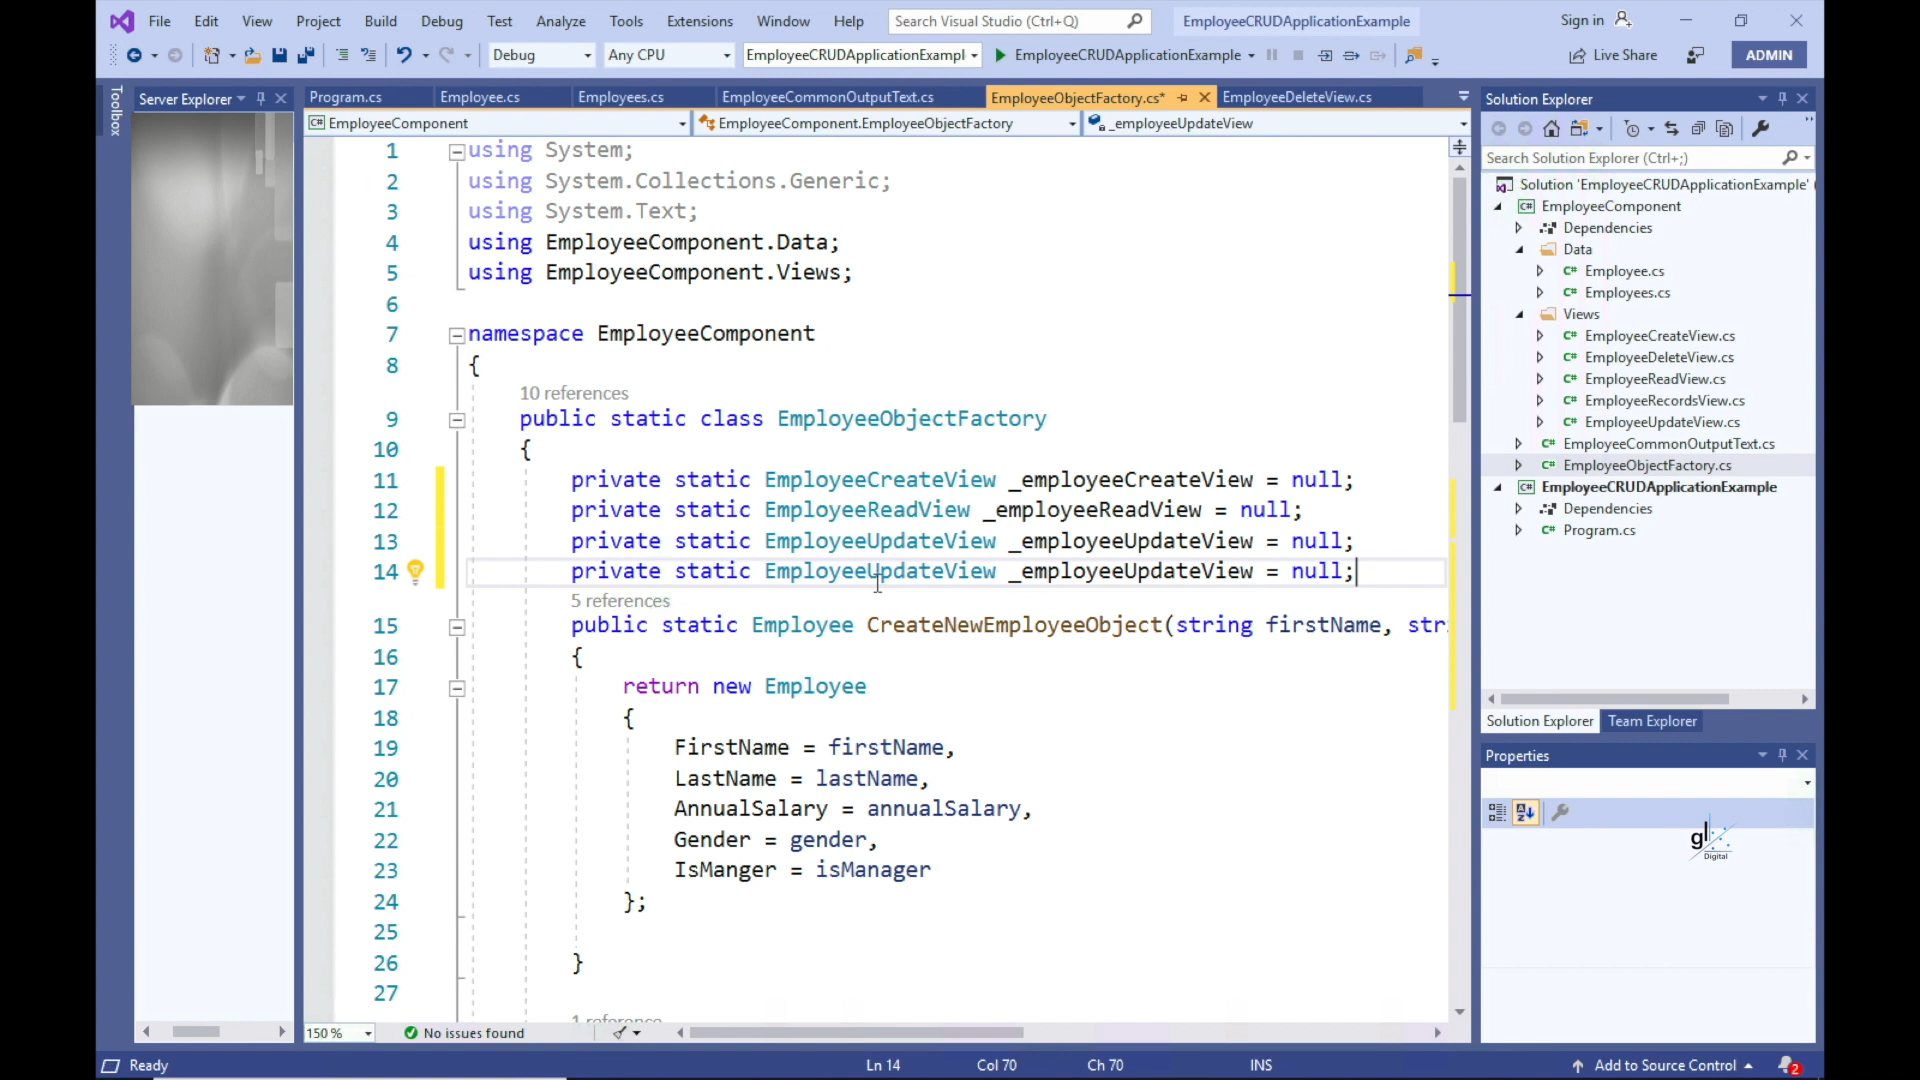 File Edit View Project Build Debug Test Analyze Tools Extensions Window Help Search Visual Studio (Ctrl+Q) EmployeeCRUDApplicationExample Sign in
Debug Any CPU EmployeeCRUDApplicationExampl EmployeeCRUDApplicationExample Live Share ADMIN
Toolbox
Server Explorer
Program.cs Employee.cs Employees.cs EmployeeCommonOutputText.cs EmployeeObjectFactory.cs* EmployeeDeleteView.cs
EmployeeComponent EmployeeComponent.EmployeeObjectFactory _employeeUpdateView
1 using System;
2 using System.Collections.Generic;
3 using System.Text;
4 using EmployeeComponent.Data;
5 using EmployeeComponent.Views;
6
7 namespace EmployeeComponent
8 {
10 references
9 public static class EmployeeObjectFactory
10 {
11 private static EmployeeCreateView _employeeCreateView = null;
12 private static EmployeeReadView _employeeReadView = null;
13 private static EmployeeUpdateView _employeeUpdateView = null;
14 private static EmployeeUpdateView _employeeUpdateView = null;
5 references
15 public static Employee CreateNewEmployeeObject(string firstName, stri
16 {
17 return new Employee
18 {
19 FirstName = firstName,
20 LastName = lastName,
21 AnnualSalary = annualSalary,
22 Gender = gender,
23 IsManger = isManager
24 };
25
26 }
27
1 reference
150 % No issues found
Solution Explorer
Search Solution Explorer (Ctrl+;)
Solution 'EmployeeCRUDApplicationExample' (
EmployeeComponent
Dependencies
Data
Employee.cs
Employees.cs
Views
EmployeeCreateView.cs
EmployeeDeleteView.cs
EmployeeReadView.cs
EmployeeRecordsView.cs
EmployeeUpdateView.cs
EmployeeCommonOutputText.cs
EmployeeObjectFactory.cs
EmployeeCRUDApplicationExample
Dependencies
Program.cs
Solution Explorer Team Explorer
Properties
gl
Digital
Ready Ln 14 Col 70 Ch 70 INS Add to Source Control 2